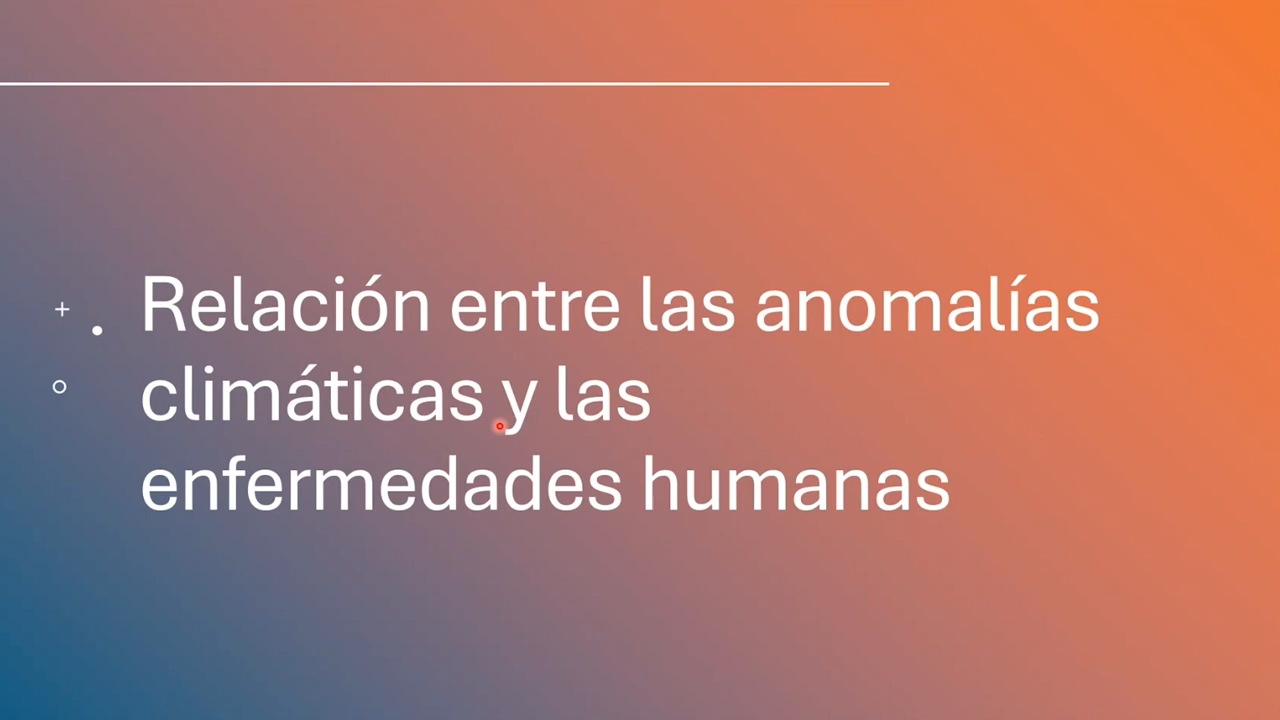 Relación entre las anomalías
climáticas y las
enfermedades humanas